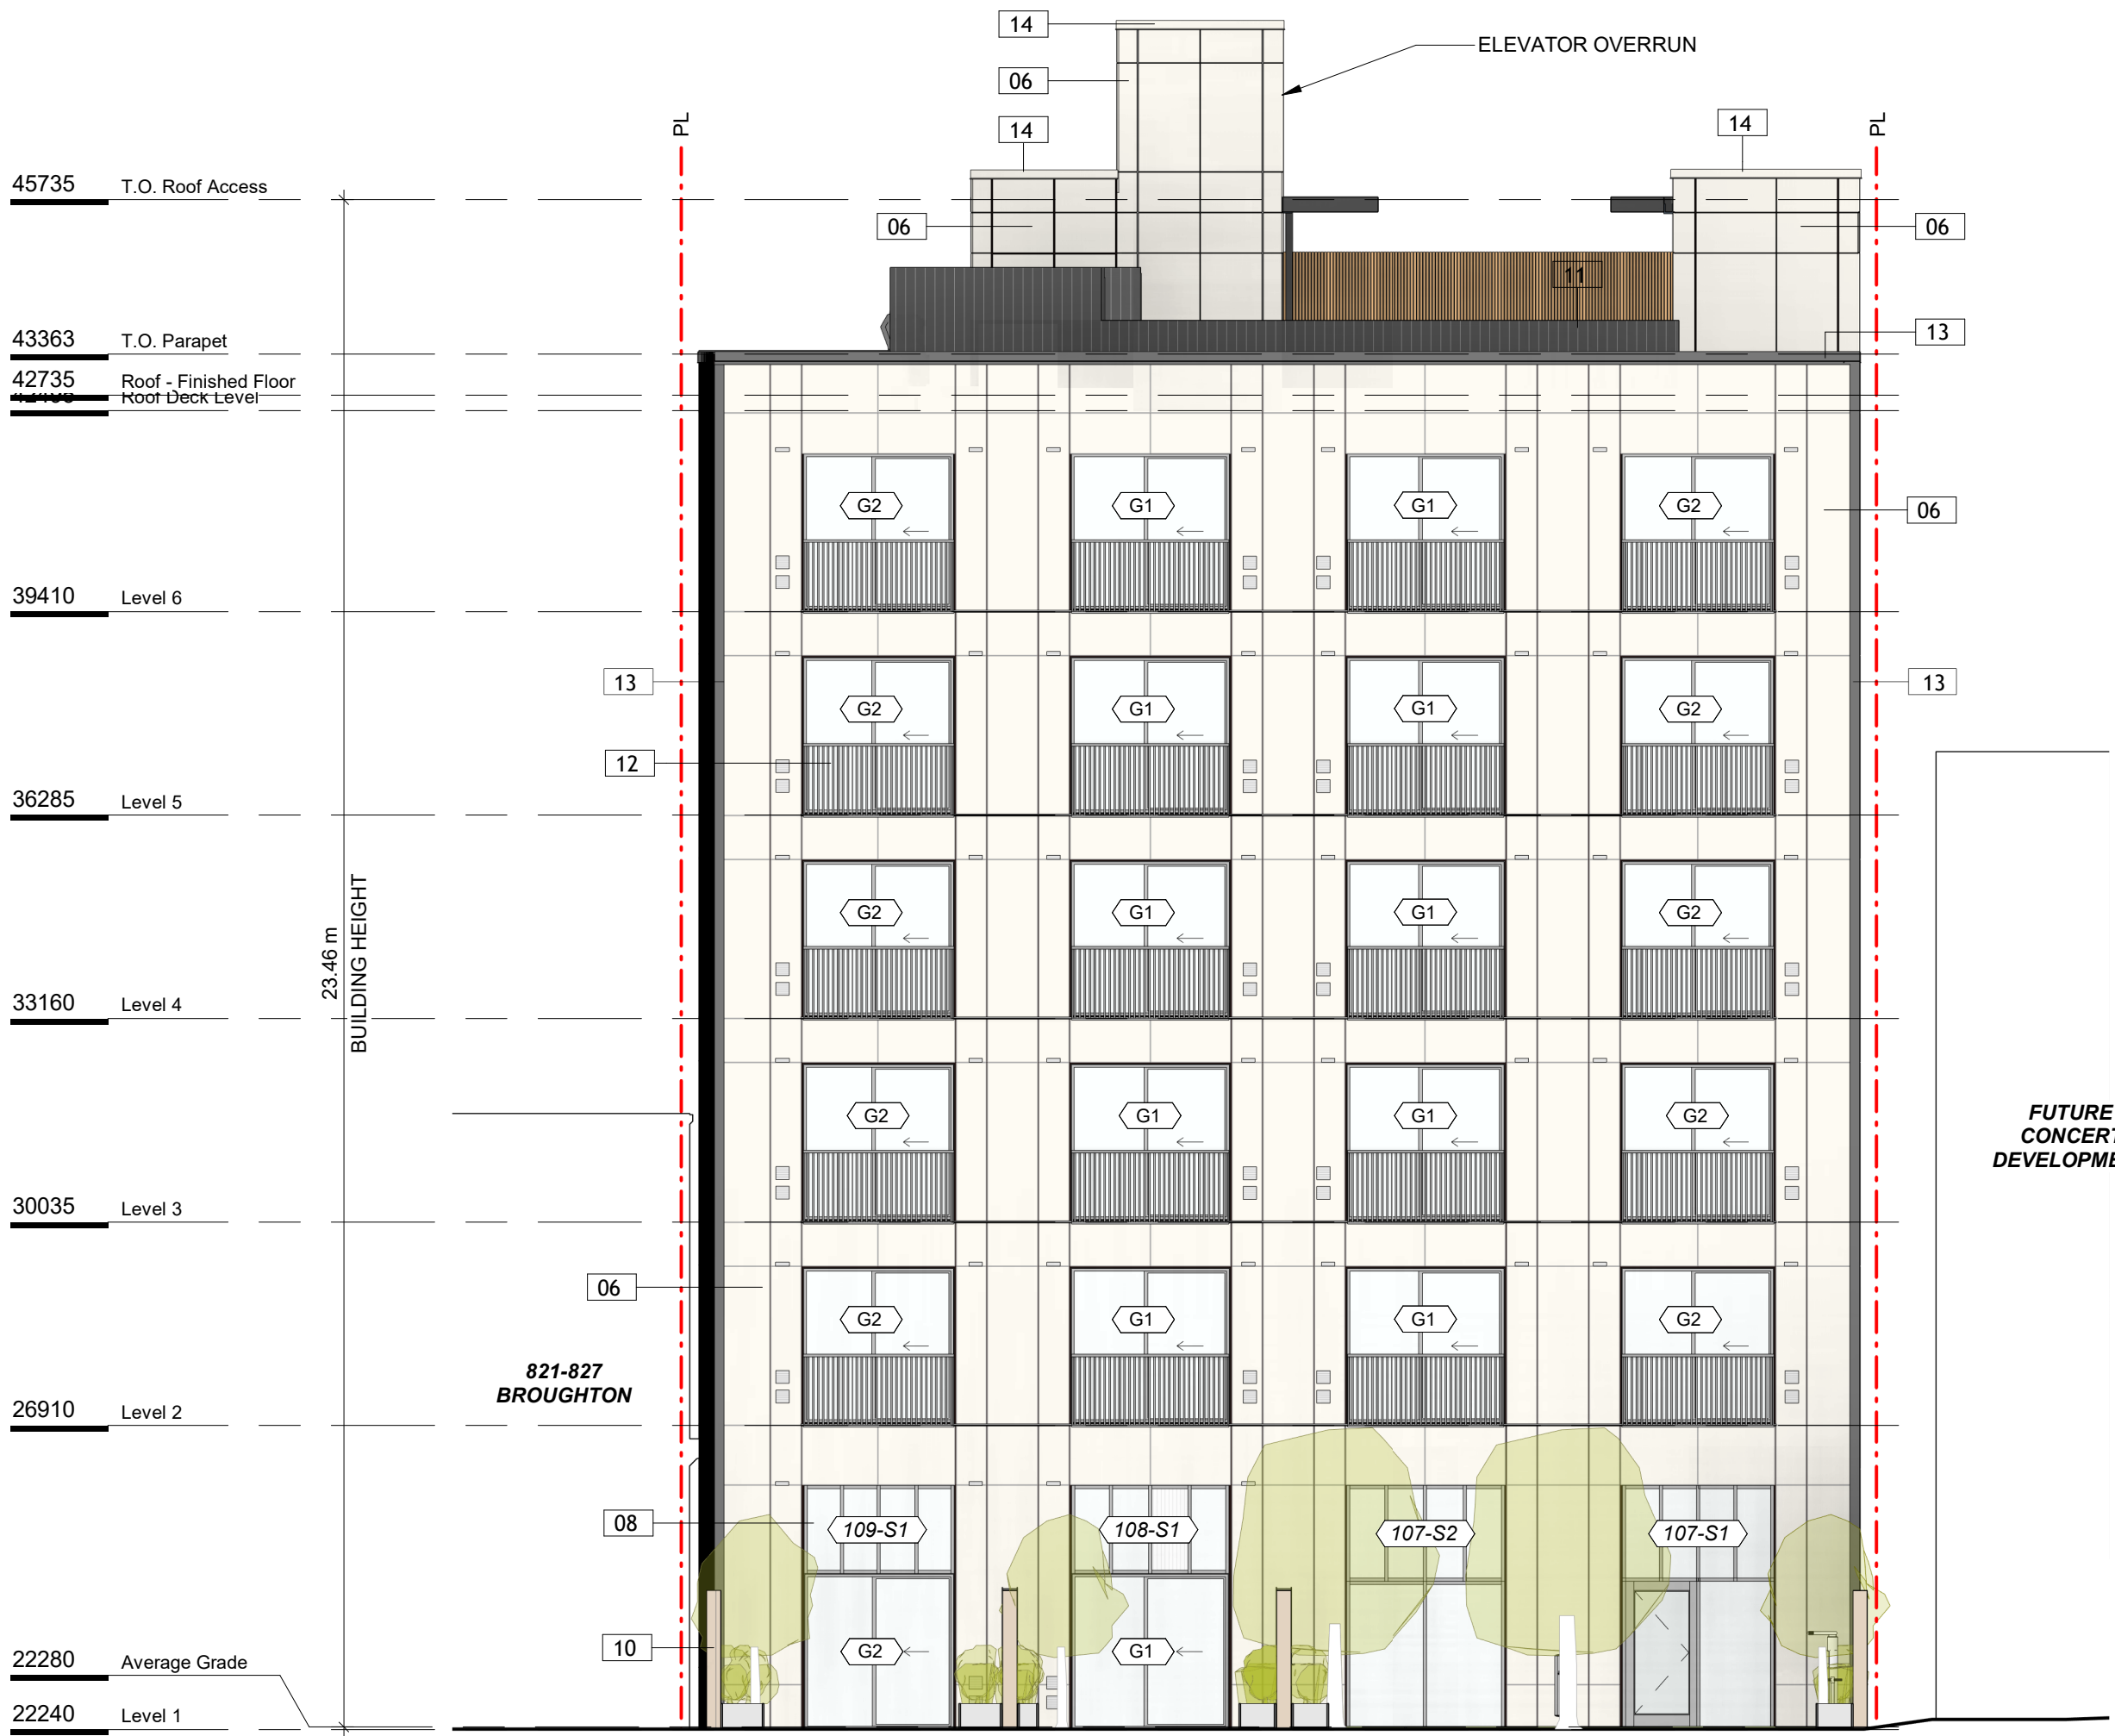 14
ELEVATOR OVERRUN
06
14
14
PL
PL
45735 T.O. Roof Access
06
06
11
43363 T.O. Parapet
13
42735 Roof - Finished Floor
Roof Deck Level
G2 G1 G1 G2
06
39410 Level 6
13
13
G2 G1 G1 G2
12
36285 Level 5
G2 G1 G1 G2
23.46 m
BUILDING HEIGHT
33160 Level 4
G2 G1 G1 G2
FUTURE
CONCERT
DEVELOPME
30035 Level 3
06
G2 G1 G1 G2
821-827
BROUGHTON
26910 Level 2
08
109-S1 108-S1 107-S2 107-S1
10
G2 G1
22280 Average Grade
22240 Level 1